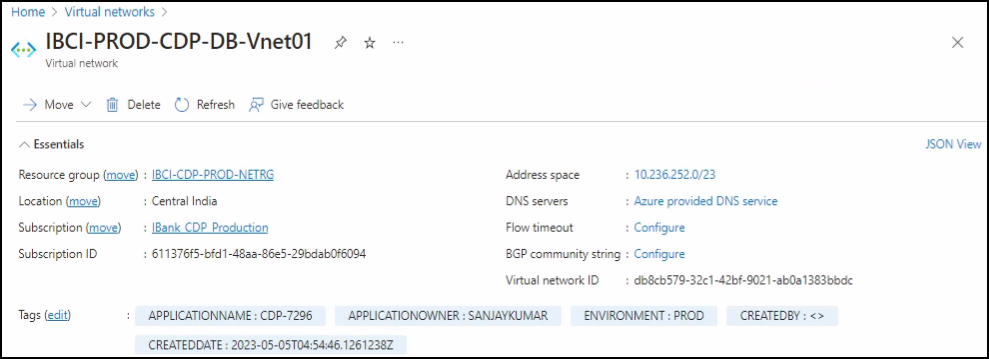 Home > Virtual networks >
IBCI-PROD-CDP-DB-Vnet01
Virtual network
Move Delete Refresh Give feedback
Essentials
JSON View
Resource group (move) : IBCI-CDP-PROD-NETRG
Location (move) : Central India
Subscription (move) : IBank CDP Production
Subscription ID : 611376f5-bfd1-48aa-86e5-29bdab0f6094
Address space : 10.236.252.0/23
DNS servers : Azure provided DNS service
Flow timeout : Configure
BGP community string : Configure
Virtual network ID : db8cb579-32c1-42bf-9021-ab0a1383bbdc
Tags (edit) : APPLICATIONNAME : CDP-7296 APPLICATIONOWNER : SANJAYKUMAR ENVIRONMENT : PROD CREATEDBY : <>
CREATEDDATE : 2023-05-05T04:54:46.1261238Z